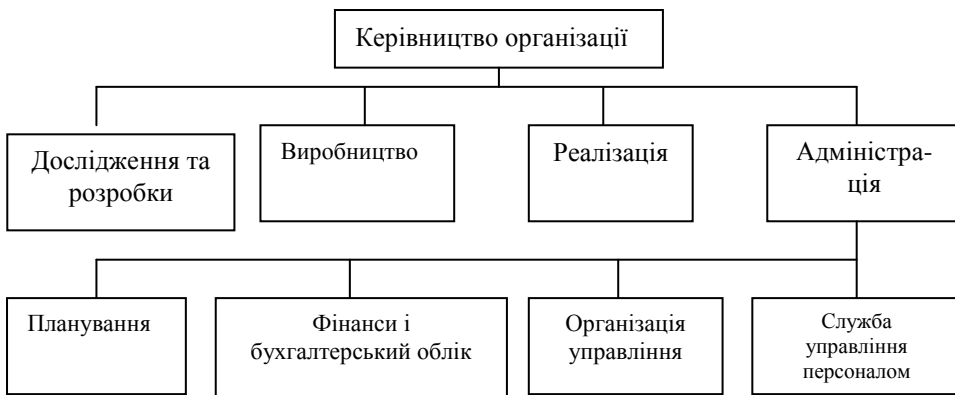 Керівництво організації
Дослідження та
розробки
Виробництво
Реалізація
Адміністра-
ція
Планування
Фінанси і
бухгалтерський облік
Організація
управління
Служба
управління
персоналом